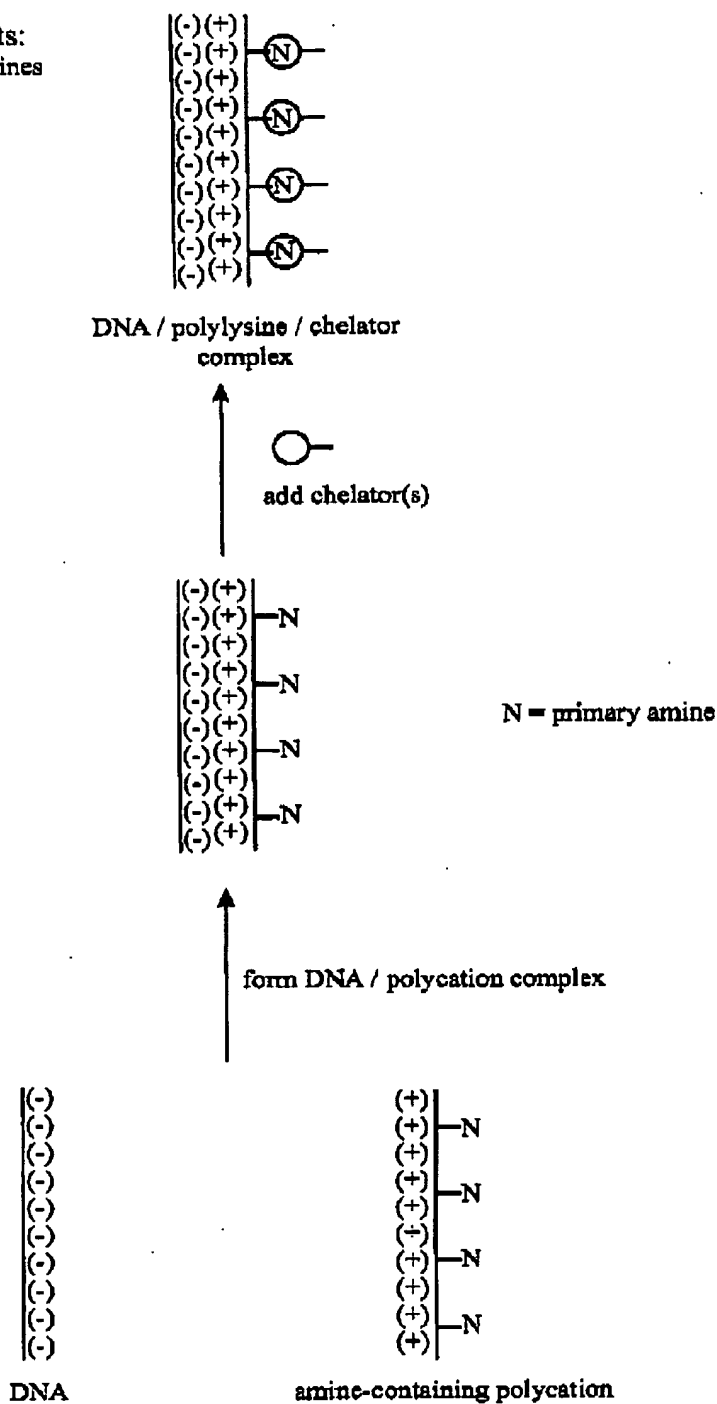 ts:
ines
(-)(+)
(-)(+) N
(-)(+)
(-)(+) N
(-)(+)
(-)(+)
(-)(+) N
(-)(+)
(-)(+) N
(-)(+)
DNA / polylysine / chelator
complex
add chelator(s)
(-)(+)
(-)(+) N
(-)(+)
(-)(+) N
(-)(+)
(-)(+)
(-)(+) N
(-)(+)
(-)(+) N
(-)(+)
N = primary amine
form DNA / polycation complex
(-) (+)
(-) (+) N
(-) (+)
(-) (+) N
(-) (+)
(-) (+)
(-) (+) N
(-) (+)
(-) (+) N
(-) (+)
DNA amine-containing polycation